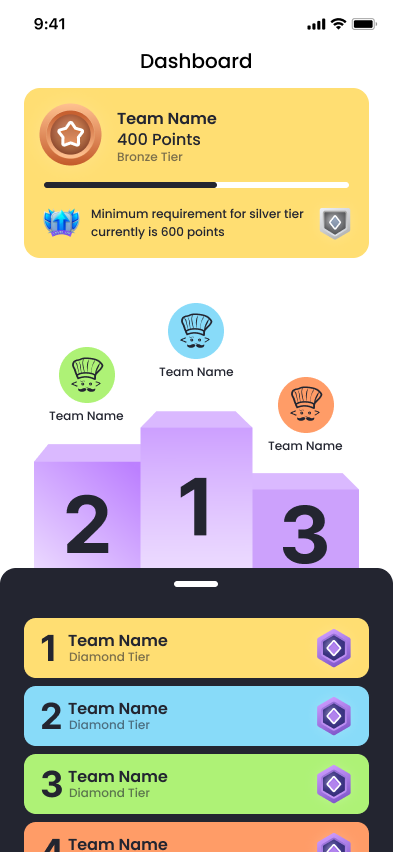 9:41
Dashboard
Team Name
400 Points
Bronze Tier
Minimum requirement for silver tier
currently is 600 points
Team Name
Team Name
Team Name
2
1
3
1
Team Name
Diamond Tier
2
Team Name
Diamond Tier
3
Team Name
Diamond Tier
4
Team Name